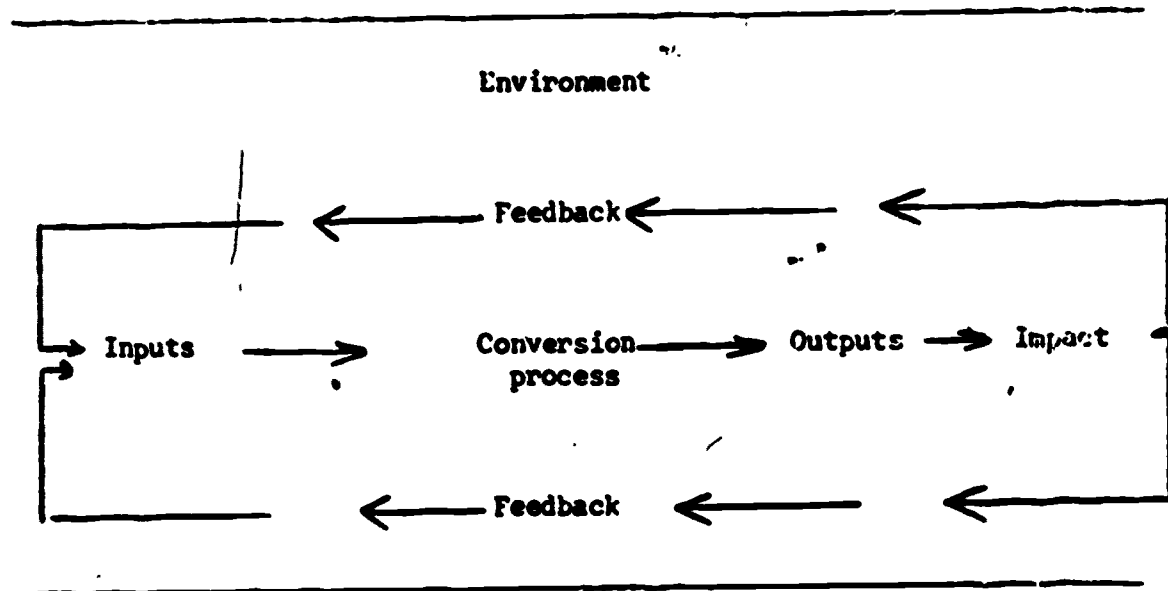 Environment
Feedback
Inputs
Conversion process
Outputs
Impact
Feedback